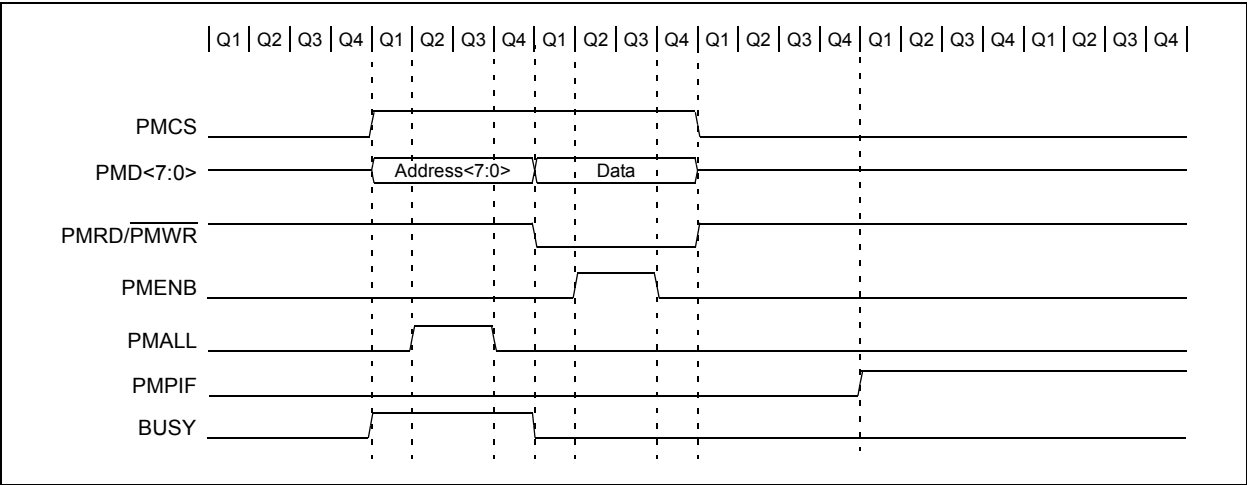 Q1 Q2 Q3 Q4 Q1 Q2 Q3 Q4 Q1 Q2 Q3 Q4 Q1 Q2 Q3 Q4 Q1 Q2 Q3 Q4 Q1 Q2 Q3 Q4
PMCS
PMD<7:0> Address<7:0> Data
PMRD/PMWR
PMENB
PMALL
PMPIF
BUSY